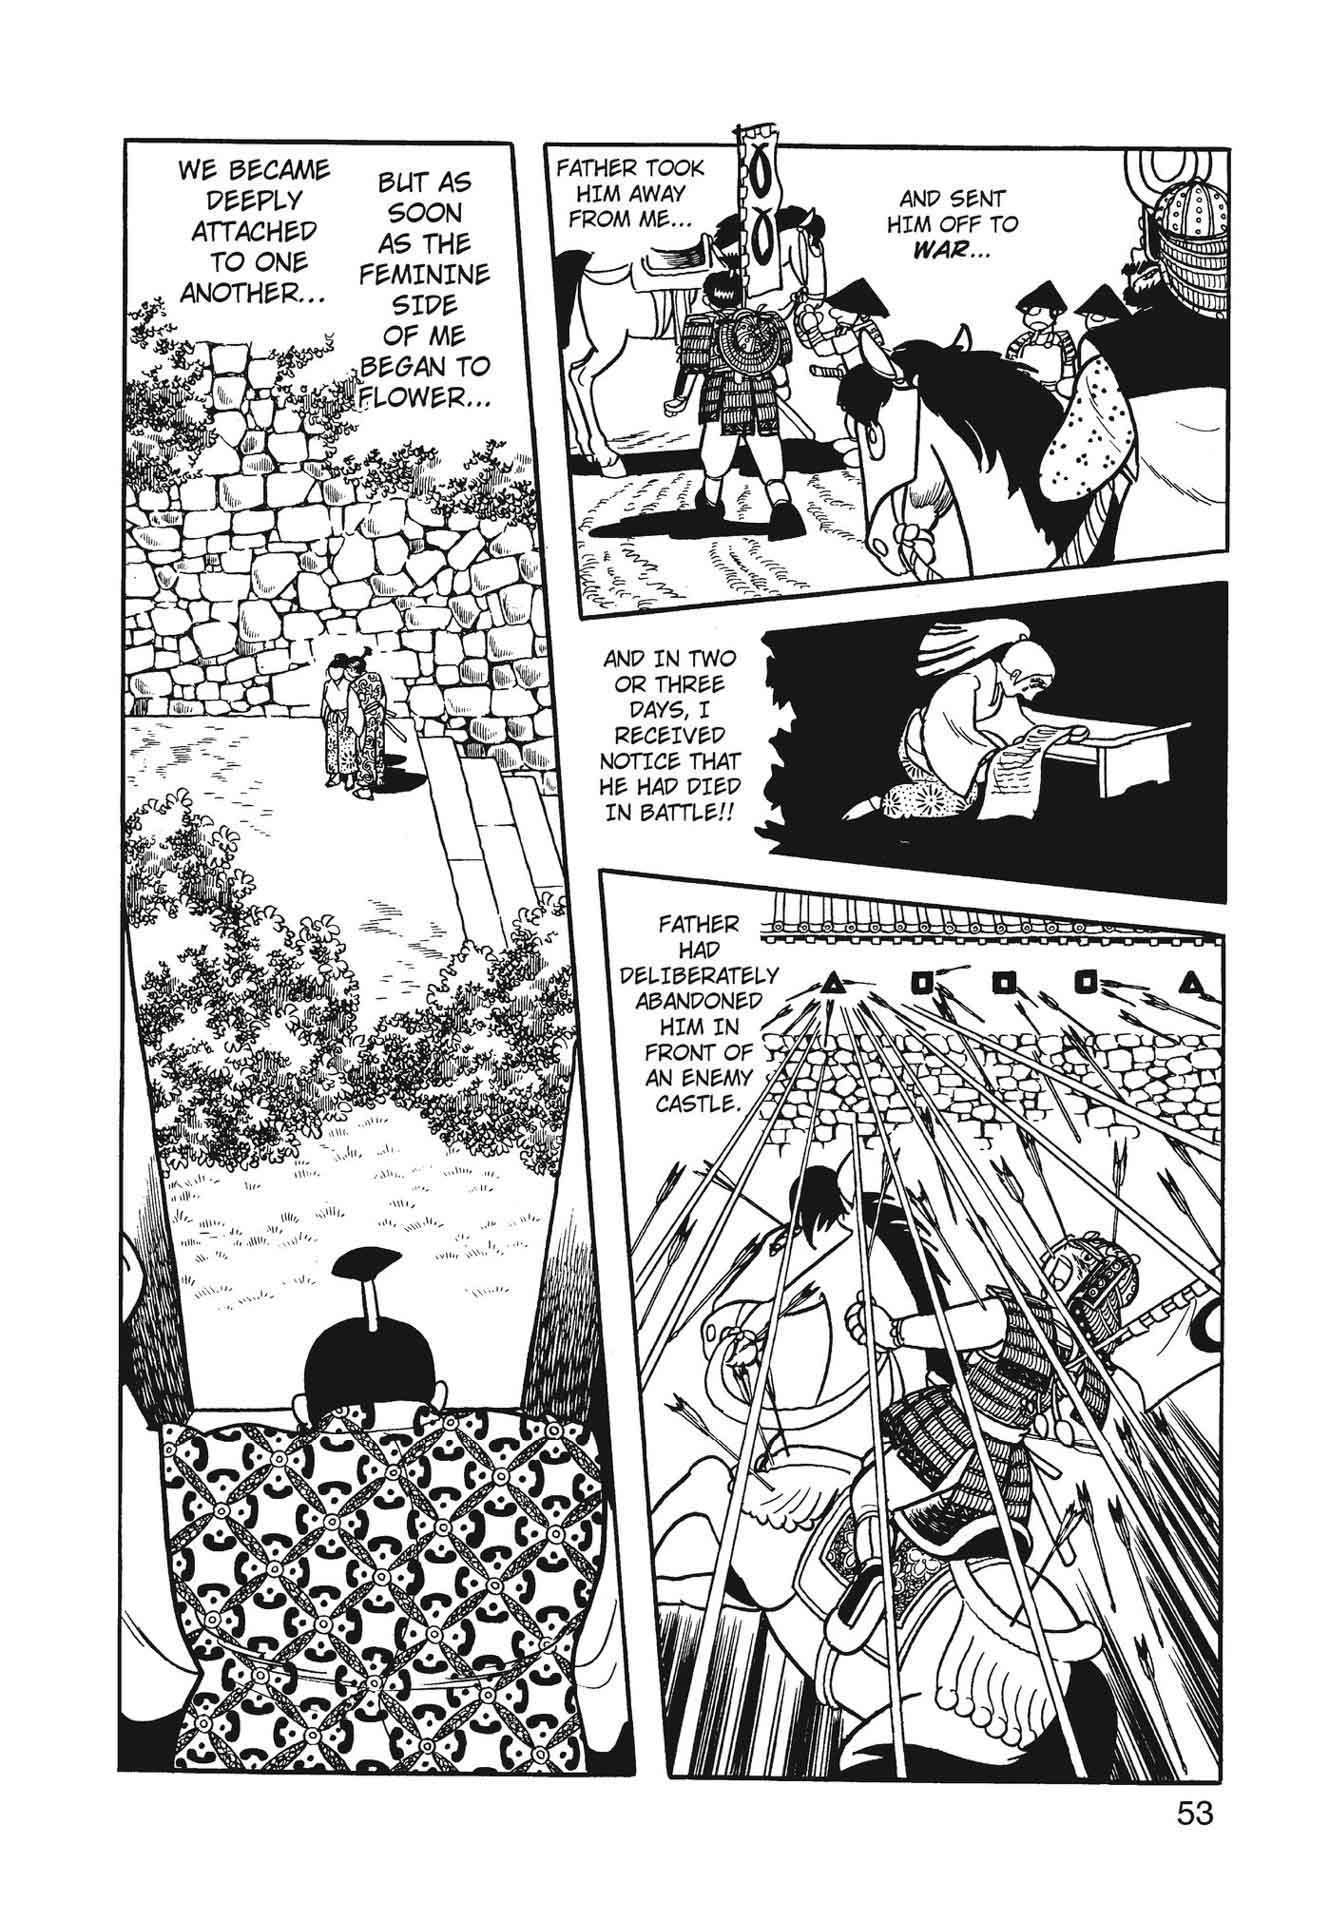 WE BECAME
DEEPLY
ATTACHED
TO ONE
ANOTHER...
BUT AS
SOON
AS THE
FEMININE
SIDE
OF ME
BEGAN TO
FLOWER...
FATHER TOOK
HIM AWAY
FROM ME...
AND SENT
HIM OFF TO
WAR...
AND IN TWO
OR THREE
DAYS, I
RECEIVED
NOTICE THAT
HE HAD DIED
IN BATTLE!!
FATHER
HAD
DELIBERATELY
ABANDONED
HIM IN
FRONT OF
AN ENEMY
CASTLE.
53